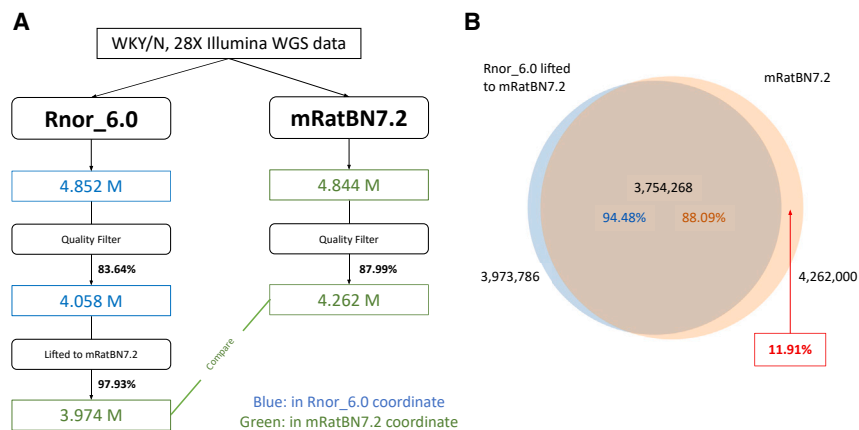 A
WKY/N, 28X Illumina WGS data
Rnor_6.0
mRatBN7.2
4.852 M
4.844 M
Quality Filter
Quality Filter
83.64%
87.99%
4.058 M
4.262 M
Lifted to mRatBN7.2
Compare
97.93%
3.974 M
Blue: in Rnor_6.0 coordinate
Green: in mRatBN7.2 coordinate
B
Rnor_6.0 lifted
to mRatBN7.2
mRatBN7.2
3,754,268
94.48%
88.09%
3,973,786
4,262,000
11.91%